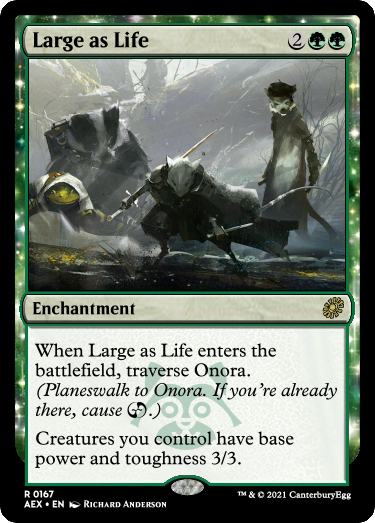 Large as Life 2
Enchantment
When Large as Life enters the
battlefield, traverse Onora.
(Planeswalk to Onora. If you're already
there, cause .)
Creatures you control have base
power and toughness 3/3.
R 0167
AEX • EN Richard Anderson
™ & © 2021 CanterburyEgg